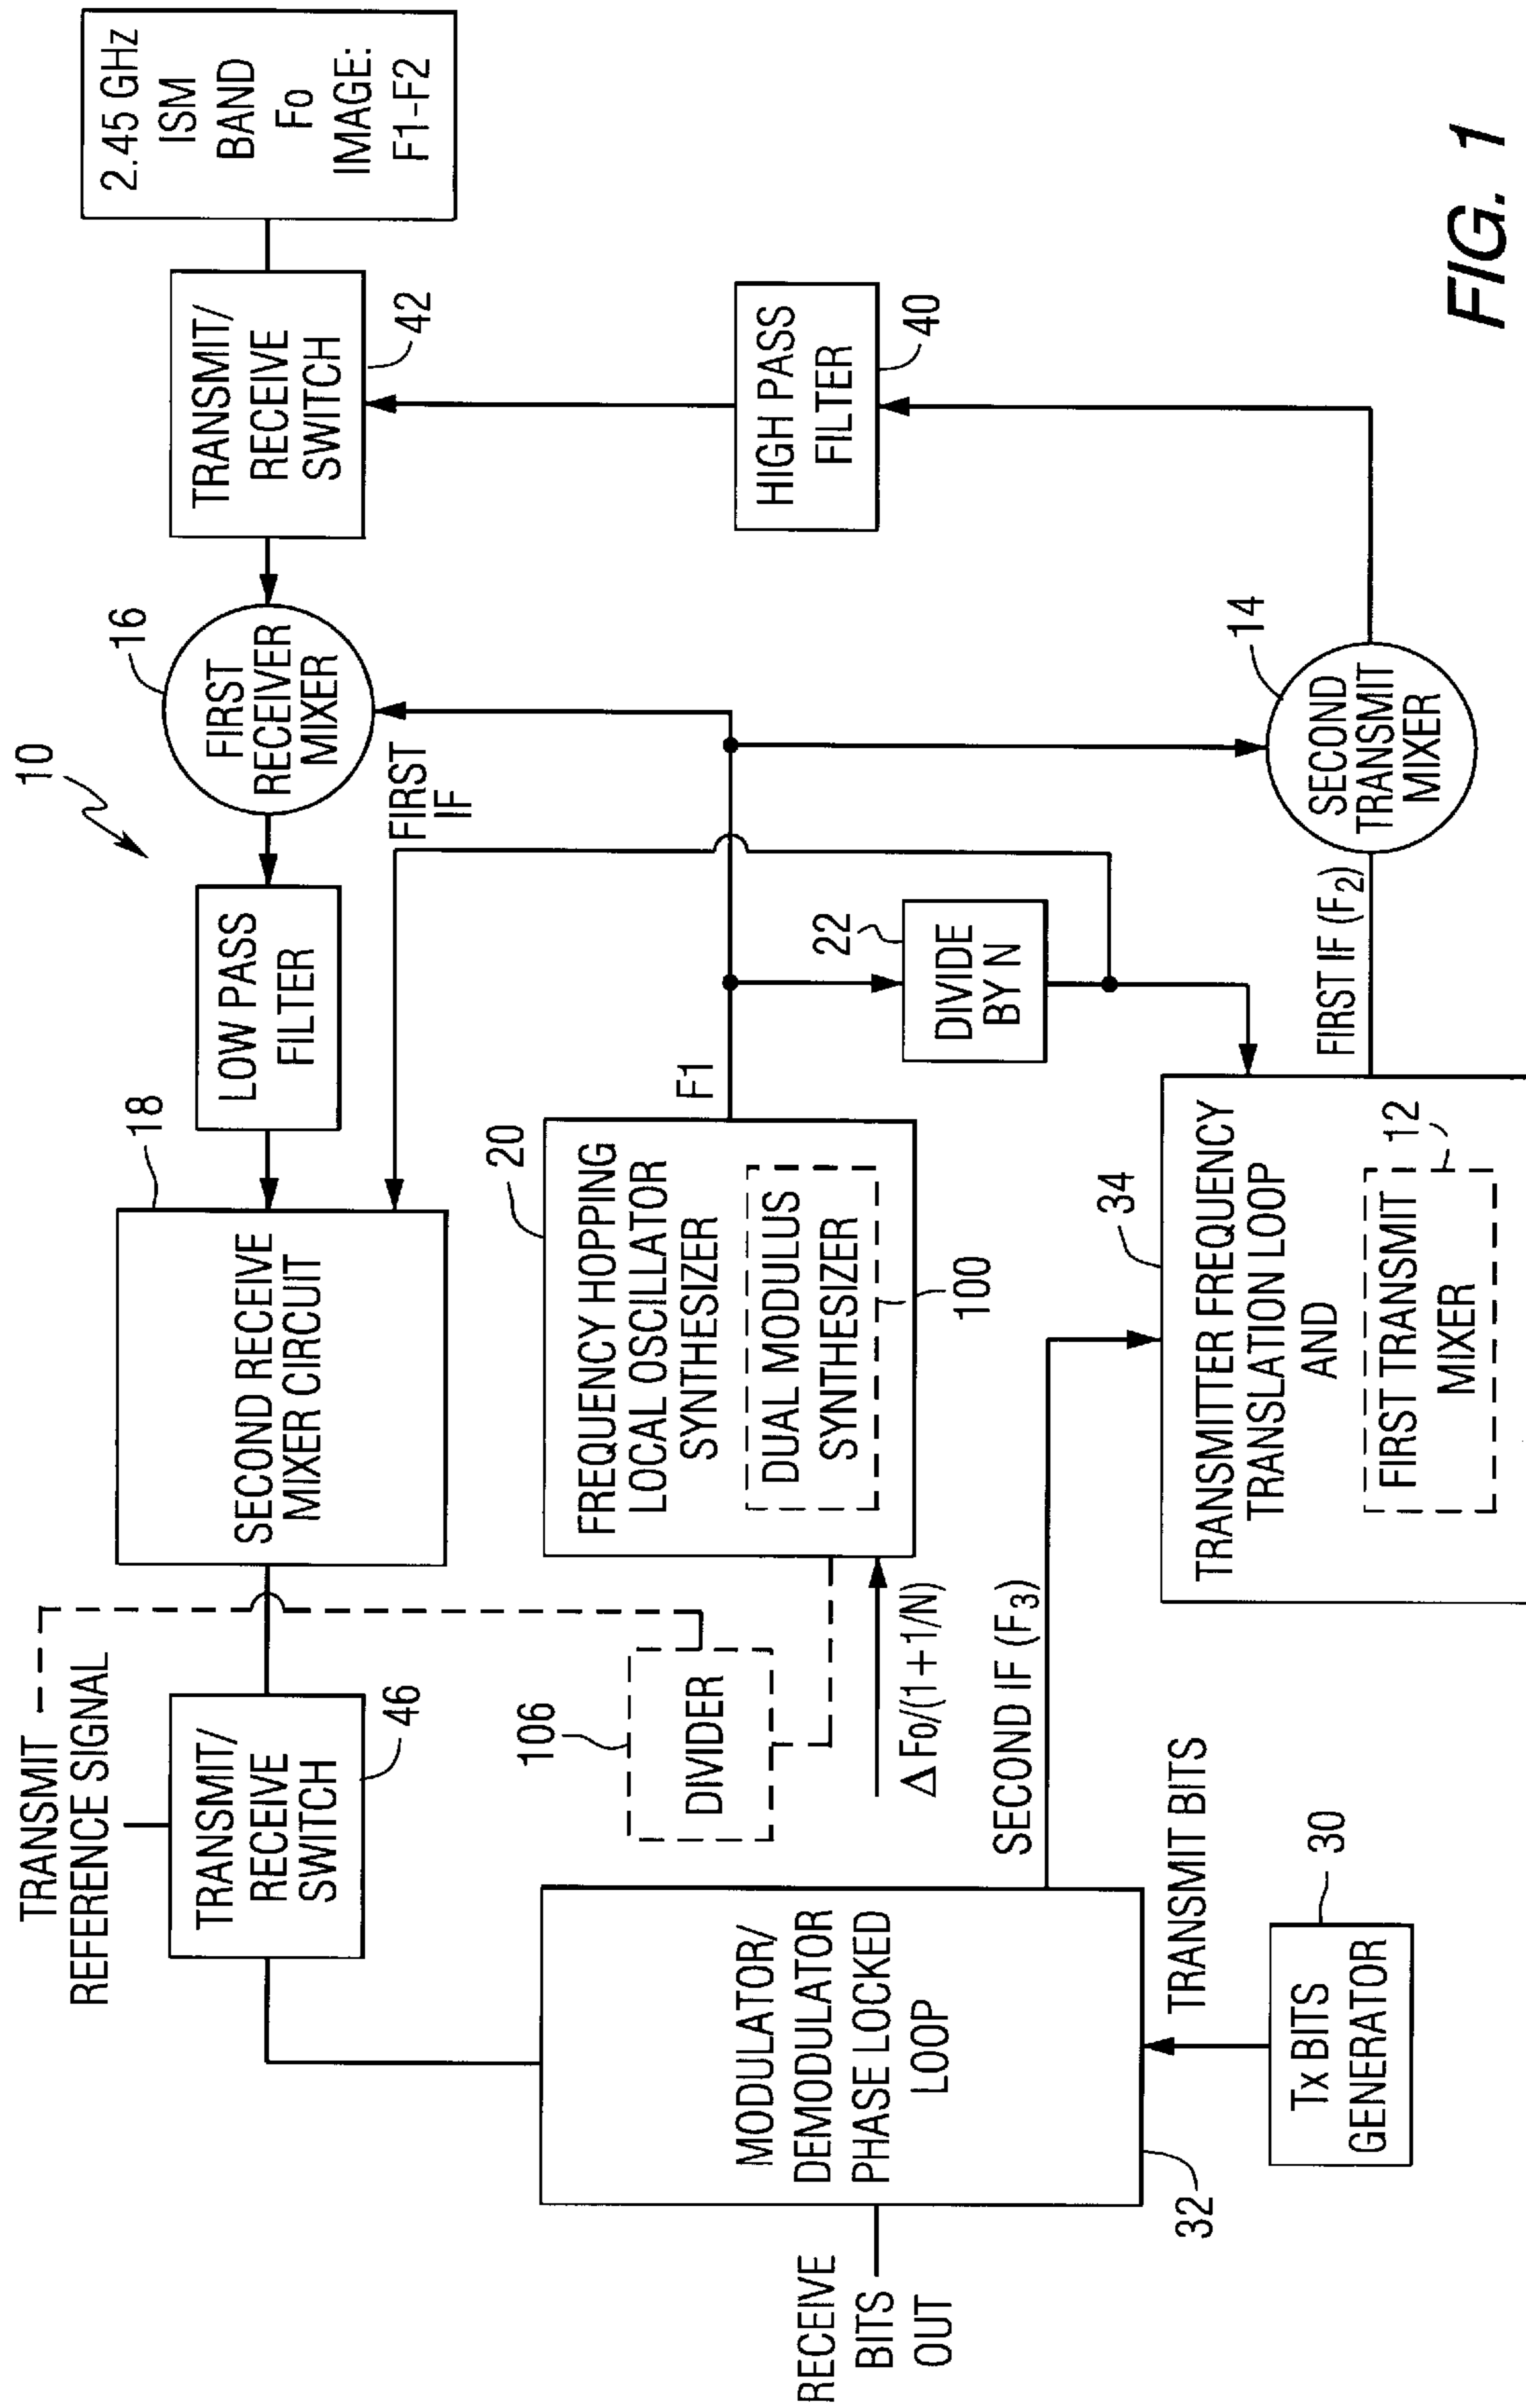 10
TRANSMIT
REFERENCE SIGNAL
TRANSMIT/
RECEIVE
SWITCH
46
18
SECOND RECEIVE
MIXER CIRCUIT
LOW PASS
FILTER
16
FIRST
RECEIVER
MIXER
TRANSMIT/
RECEIVE
SWITCH
42
2.45 GHz
ISM
BAND
Fo
IMAGE:
F1-F2
FIRST
IF
106
DIVIDER
20
FREQUENCY HOPPING
LOCAL OSCILLATOR
SYNTHESIZER
DUAL MODULUS
SYNTHESIZER
100
F1
Δ Fo/(1+1/N)
22
DIVIDE
BY N
HIGH PASS
FILTER
40
RECEIVE
BITS
OUT
MODULATOR/
DEMODULATOR
PHASE LOCKED
LOOP
32
SECOND IF (F3)
TRANSMIT BITS
Tx BITS
GENERATOR
30
34
TRANSMITTER FREQUENCY
TRANSLATION LOOP
AND
FIRST TRANSMIT
MIXER
12
FIRST IF (F2)
14
SECOND
TRANSMIT
MIXER
FIG. 1